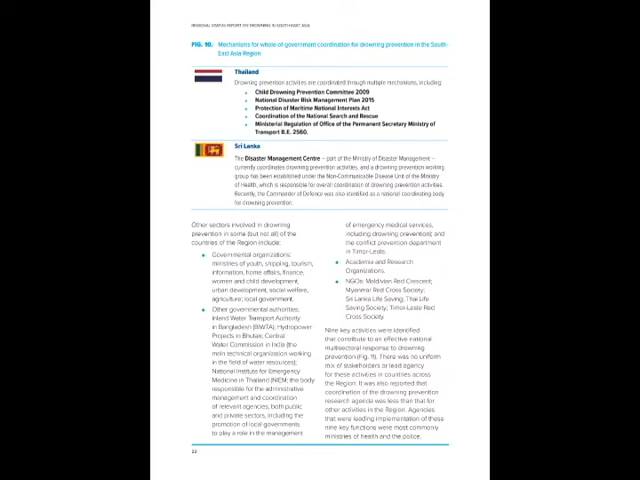 REGIONAL STATUS REPORT ON DROWNING IN SOUTH-EAST ASIA
FIG. 10. Mechanisms for whole-of-government coordination for drowning prevention in the South-
East Asia Region
Thailand
Drowning prevention activities are coordinated through multiple mechanisms, including:
Child Drowning Prevention Committee 2009
National Disaster Risk Management Plan 2015
Protection of Maritime National Interests Act
Coordination of the National Search and Rescue
Ministerial Regulation of Office of the Permanent Secretary Ministry of
Transport B.E. 2560.
Sri Lanka
The Disaster Management Centre – part of the Ministry of Disaster Management –
currently coordinates drowning prevention activities, and a drowning prevention working
group has been established under the Non-Communicable Disease Unit of the Ministry
of Health, which is responsible for overall coordination of drowning prevention activities.
Recently, the Commander of Defence was also identified as a national coordinating body
for drowning prevention.
Other sectors involved in drowning
prevention in some (but not all) of the
countries of the Region include:
• Governmental organizations:
ministries of youth, shipping, tourism,
information, home affairs, finance,
women and child development,
urban development, social welfare,
agriculture; local government.
• Other governmental authorities:
Inland Water Transport Authority
in Bangladesh (BIWTA); Hydropower
Projects in Bhutan; Central
Water Commission in India (the
main technical organization working
in the field of water resources);
National Institute for Emergency
Medicine in Thailand (NIEM; the body
responsible for the administrative
management and coordination
of relevant agencies, both public
and private sectors, including the
promotion of local governments
to play a role in the management
of emergency medical services,
including drowning prevention); and
the conflict prevention department
in Timor-Leste.
• Academia and Research
Organizations.
• NGOs: Maldivian Red Crescent;
Myanmar Red Cross Society;
Sri Lanka Life Saving; Thai Life
Saving Society; Timor-Leste Red
Cross Society.
Nine key activities were identified
that contribute to an effective national
multisectoral response to drowning
prevention (Fig. 11). There was no uniform
mix of stakeholders or lead agency
for these activities in countries across
the Region. It was also reported that
coordination of the drowning prevention
research agenda was less than that for
other activities in the Region. Agencies
that were leading implementation of those
nine key functions were most commonly
ministries of health and the police.
22